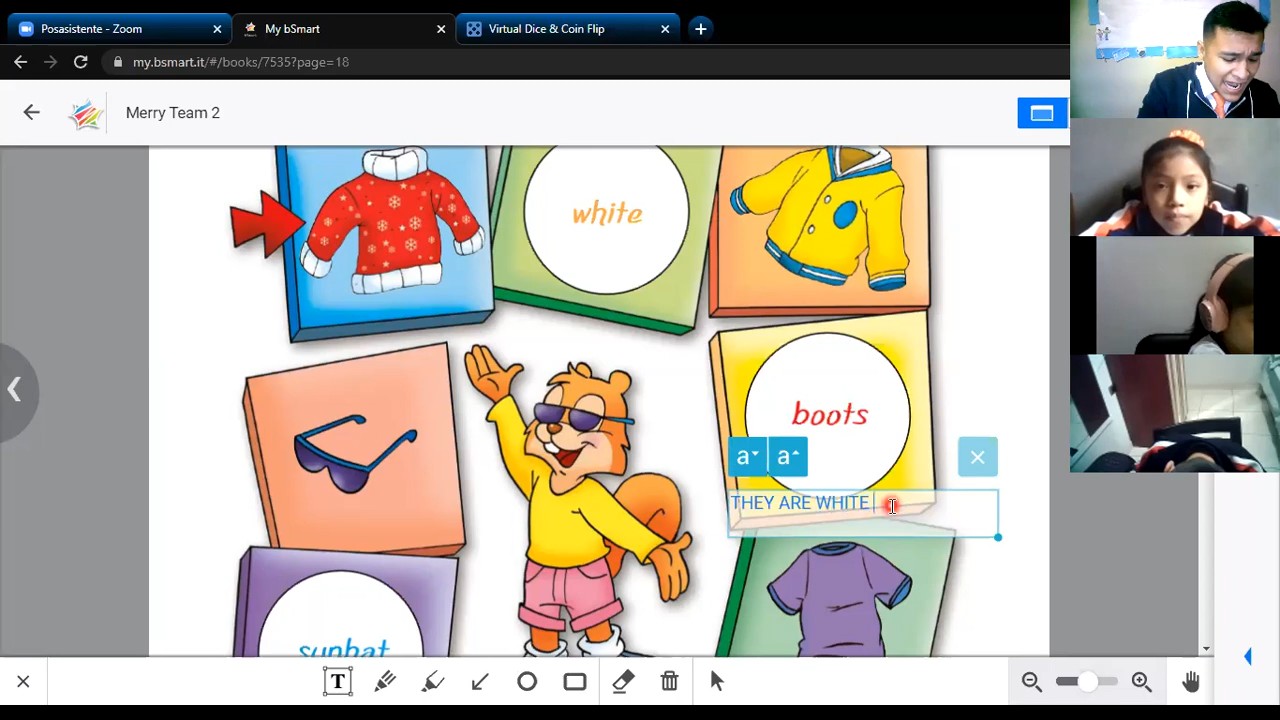 Posasistente - Zoom
My bSmart
Virtual Dice & Coin Flip
my.bsmart.it/#/books/7535?page=18
Merry Team 2
white
boots
a a
THEY ARE WHITE
sunhat
T